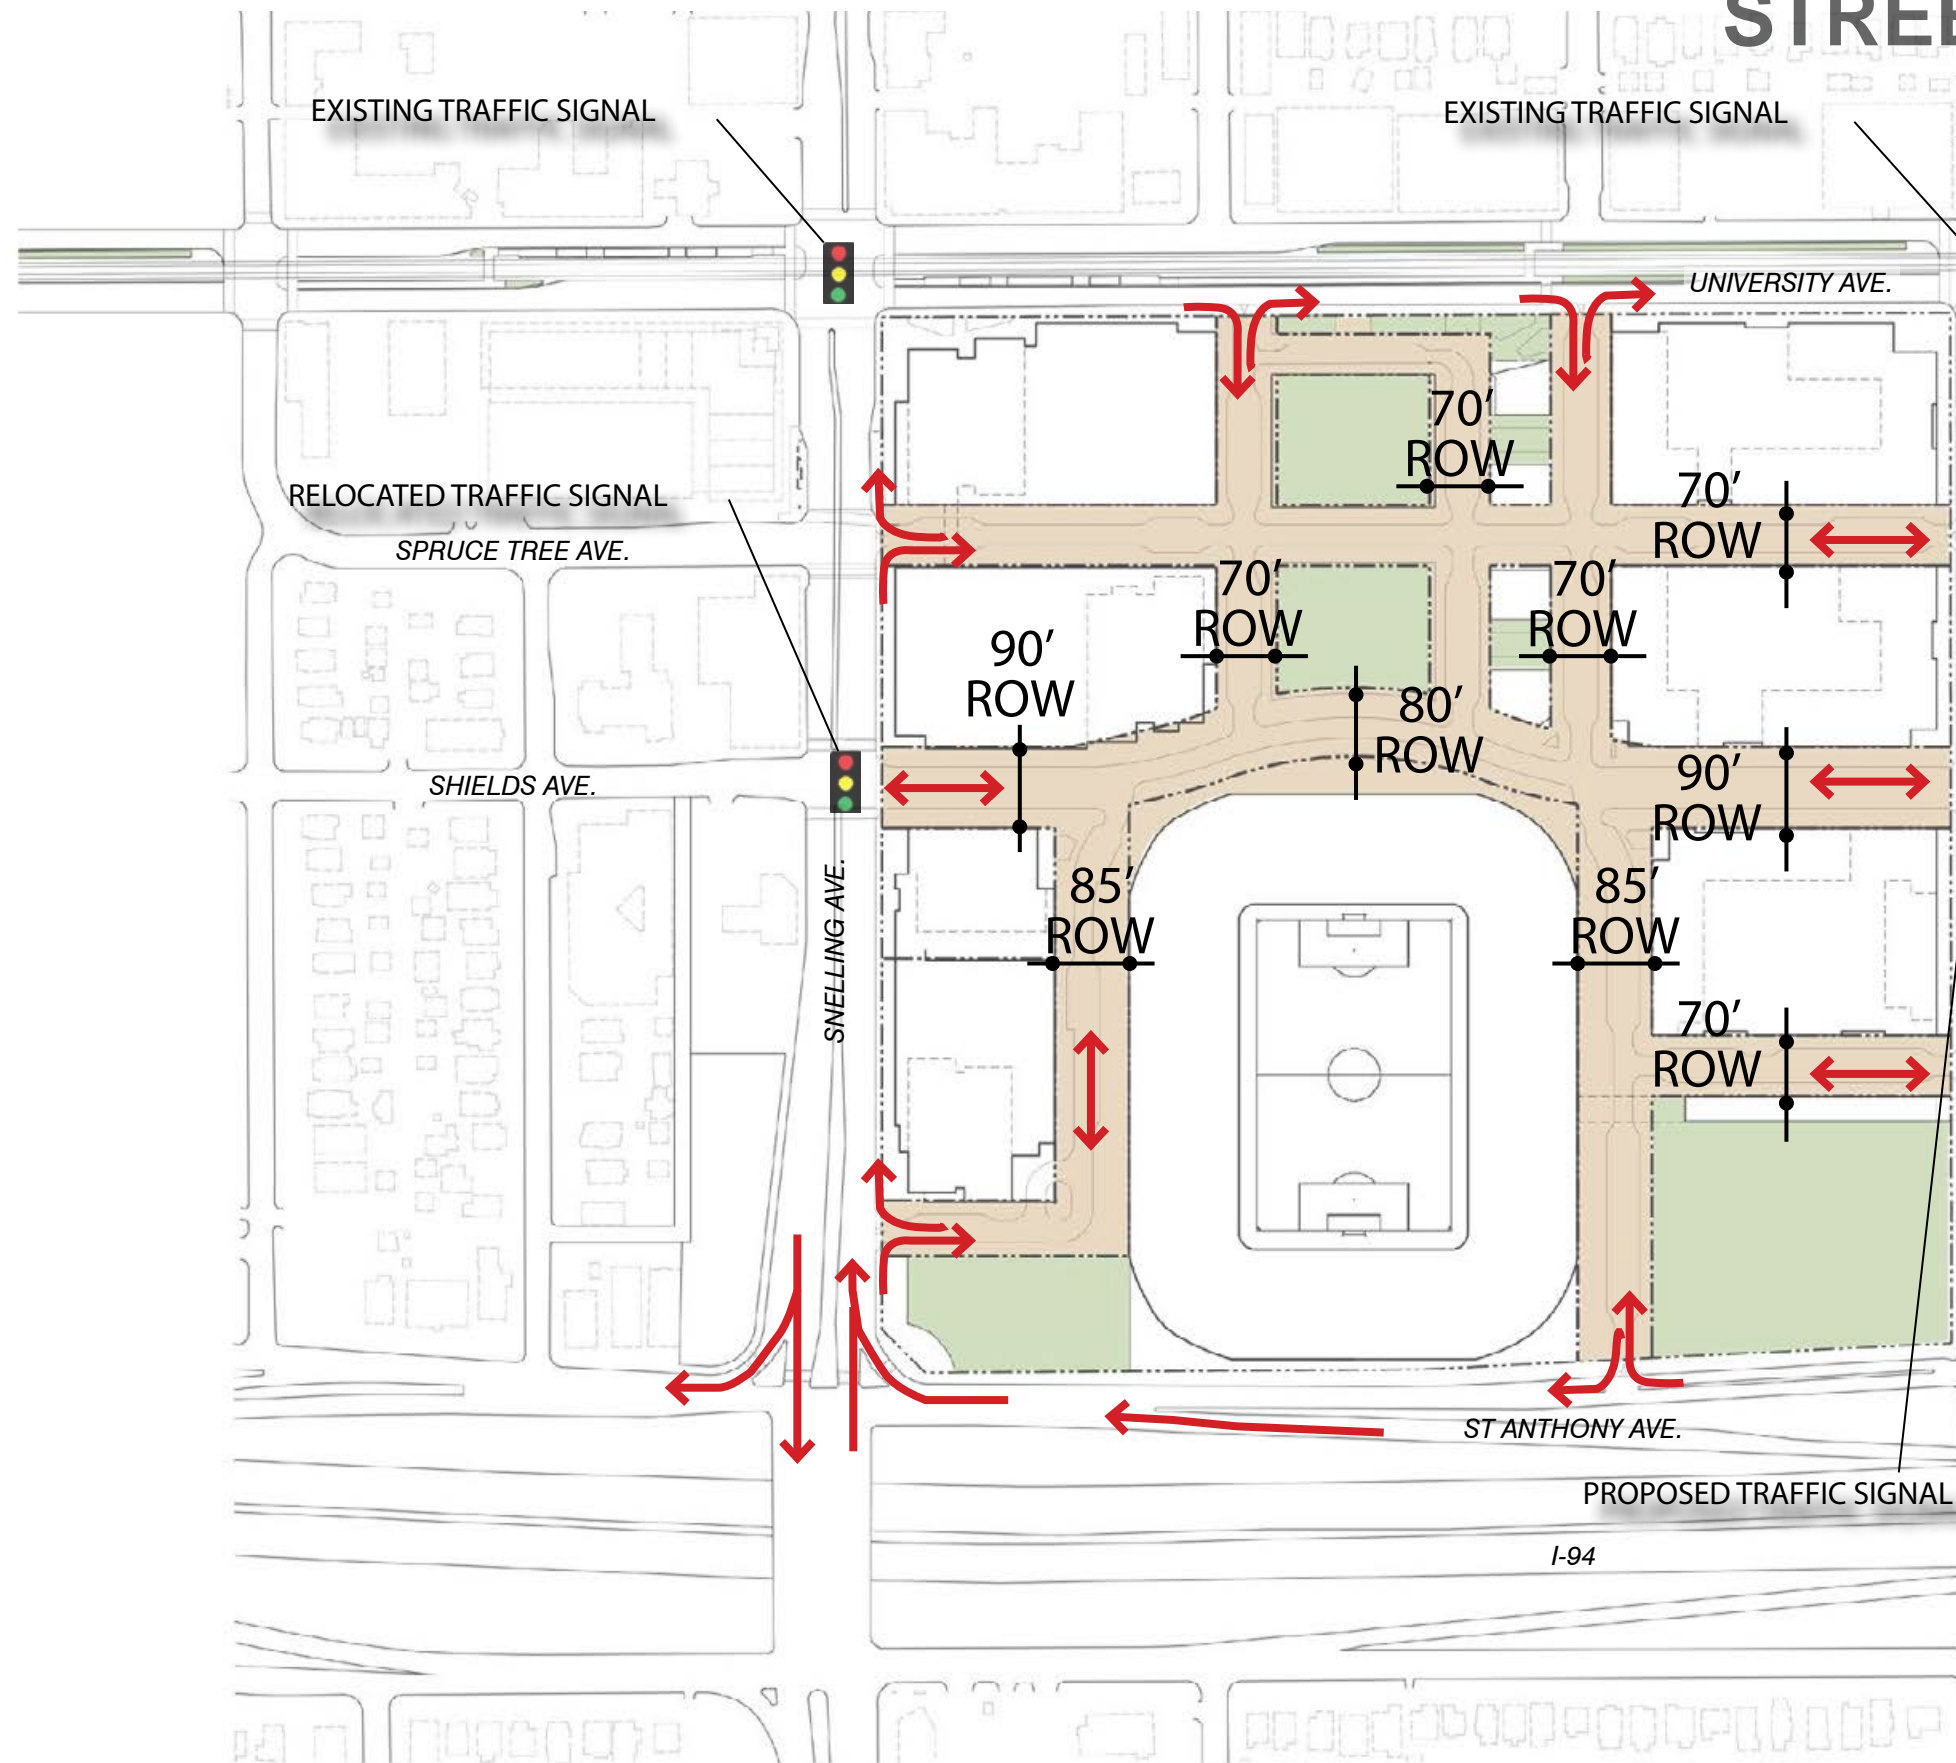 STREE
EXISTING TRAFFIC SIGNAL
EXISTING TRAFFIC SIGNAL
UNIVERSITY AVE.
70'
ROW
RELOCATED TRAFFIC SIGNAL
70'
ROW
SPRUCE TREE AVE.
70'
ROW
70'
ROW
90'
ROW
80'
ROW
SHIELDS AVE.
90'
ROW
SNELLING AVE.
85'
ROW
85'
ROW
70'
ROW
ST ANTHONY AVE.
PROPOSED TRAFFIC SIGNAL
I-94